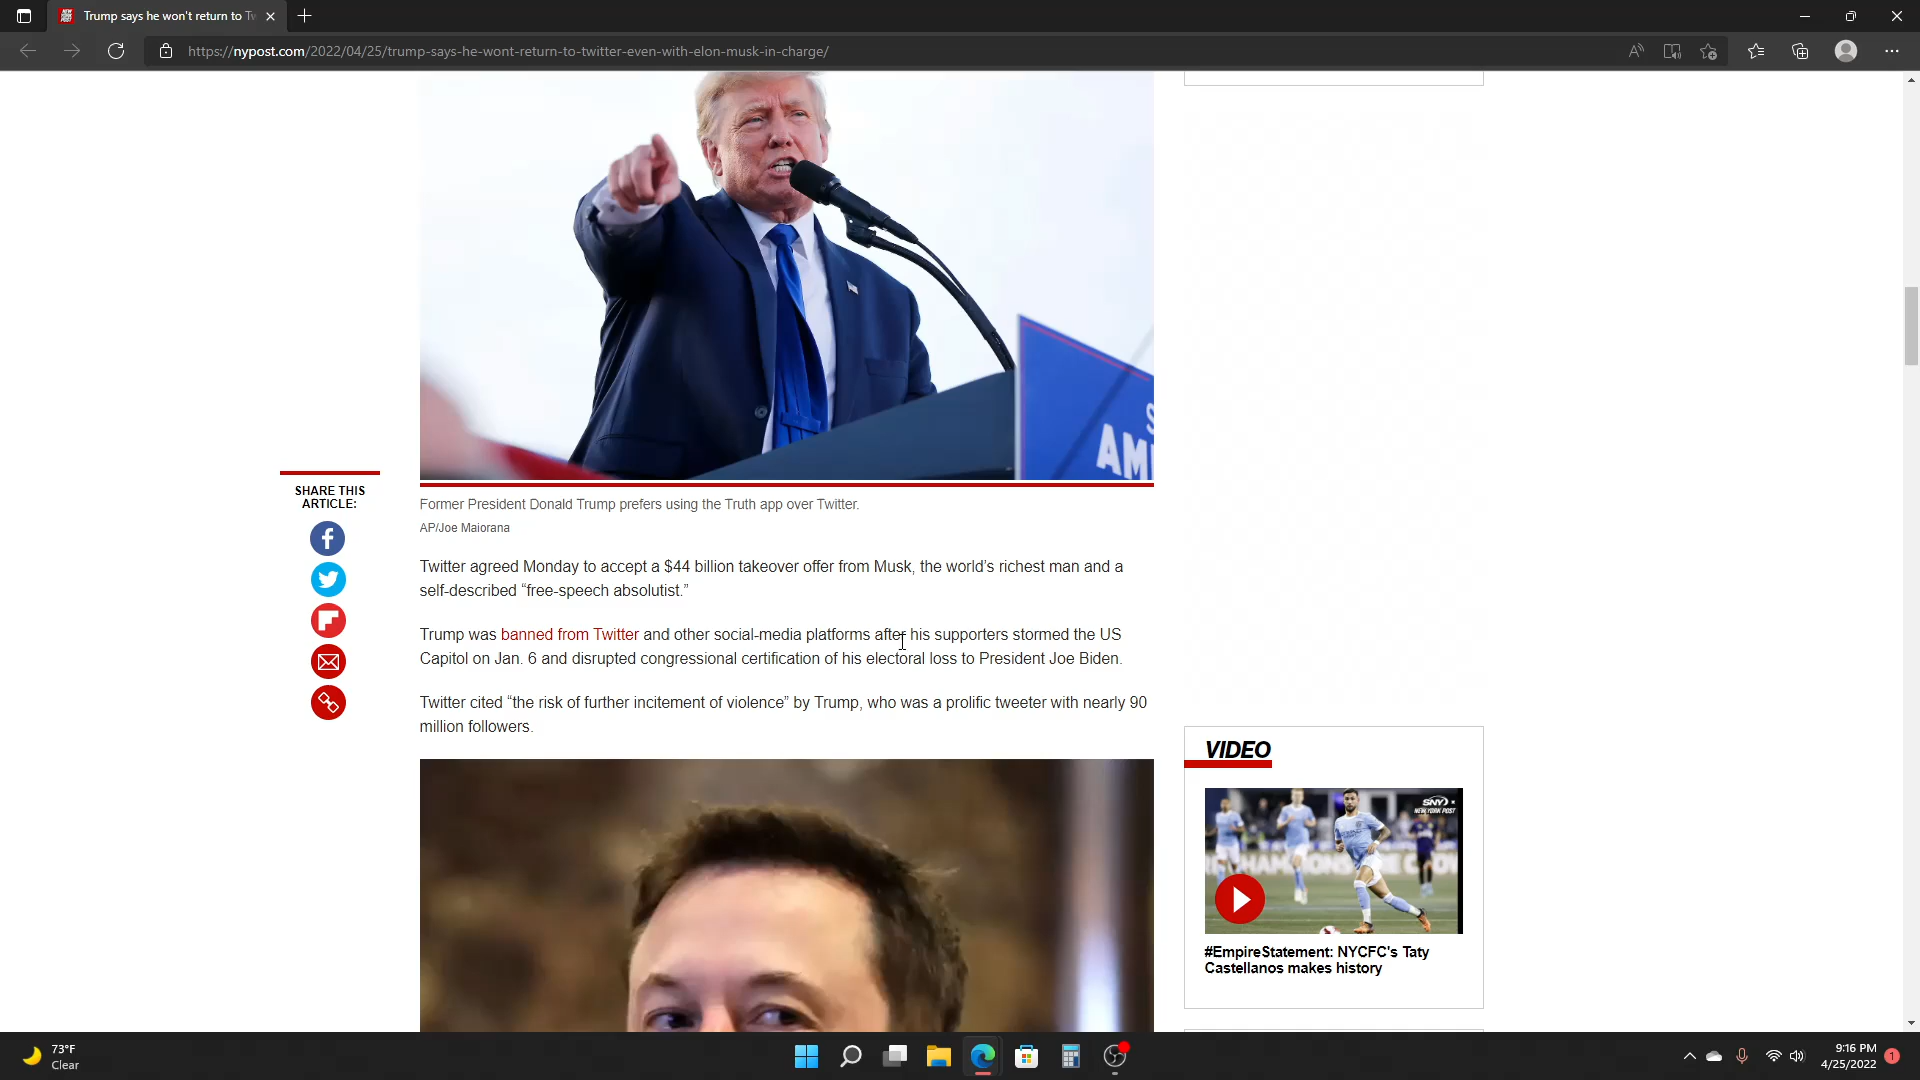 NEW YORK POST
Trump says he won't return to Tw
https://nypost.com/2022/04/25/trump-says-he-wont-return-to-twitter-even-with-elon-musk-in-charge/
AM
SHARE THIS
ARTICLE:
Former President Donald Trump prefers using the Truth app over Twitter.
AP/Joe Maiorana
Twitter agreed Monday to accept a $44 billion takeover offer from Musk, the world's richest man and a
self-described “free-speech absolutist.”
Trump was banned from Twitter and other social-media platforms after his supporters stormed the US
Capitol on Jan. 6 and disrupted congressional certification of his electoral loss to President Joe Biden.
Twitter cited “the risk of further incitement of violence” by Trump, who was a prolific tweeter with nearly 90
million followers.
VIDEO
SNY
NEW YORK POST
#EmpireStatement: NYCFC's Taty
Castellanos makes history
73°F
Clear
9:16 PM
4/25/2022
1